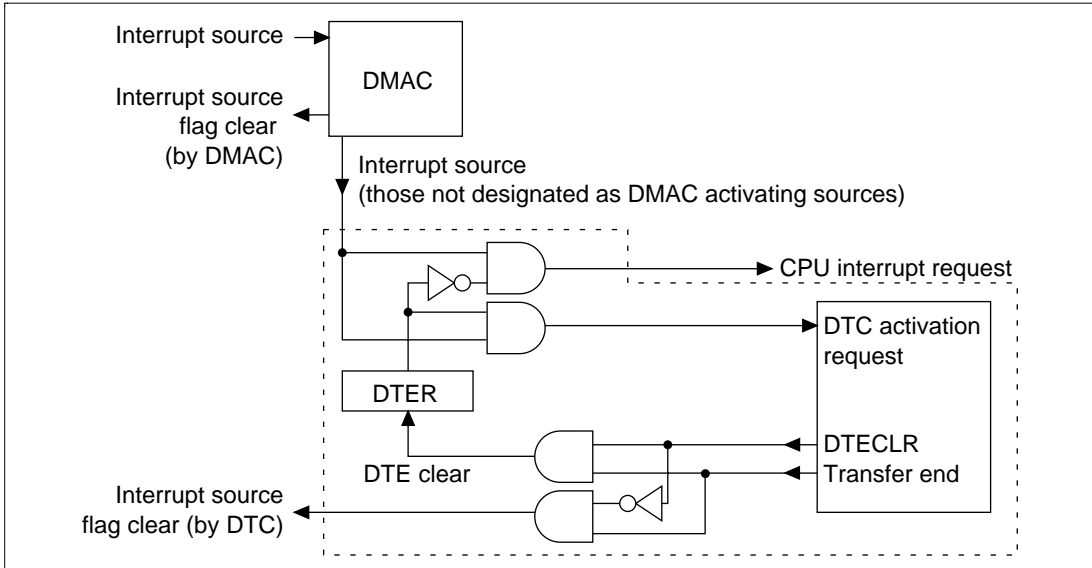 Interrupt source
DMAC
Interrupt source
flag clear
(by DMAC)
Interrupt source
(those not designated as DMAC activating sources)
CPU interrupt request
DTC activation
request
DTER
DTECLR
DTE clear
Transfer end
Interrupt source
flag clear (by DTC)